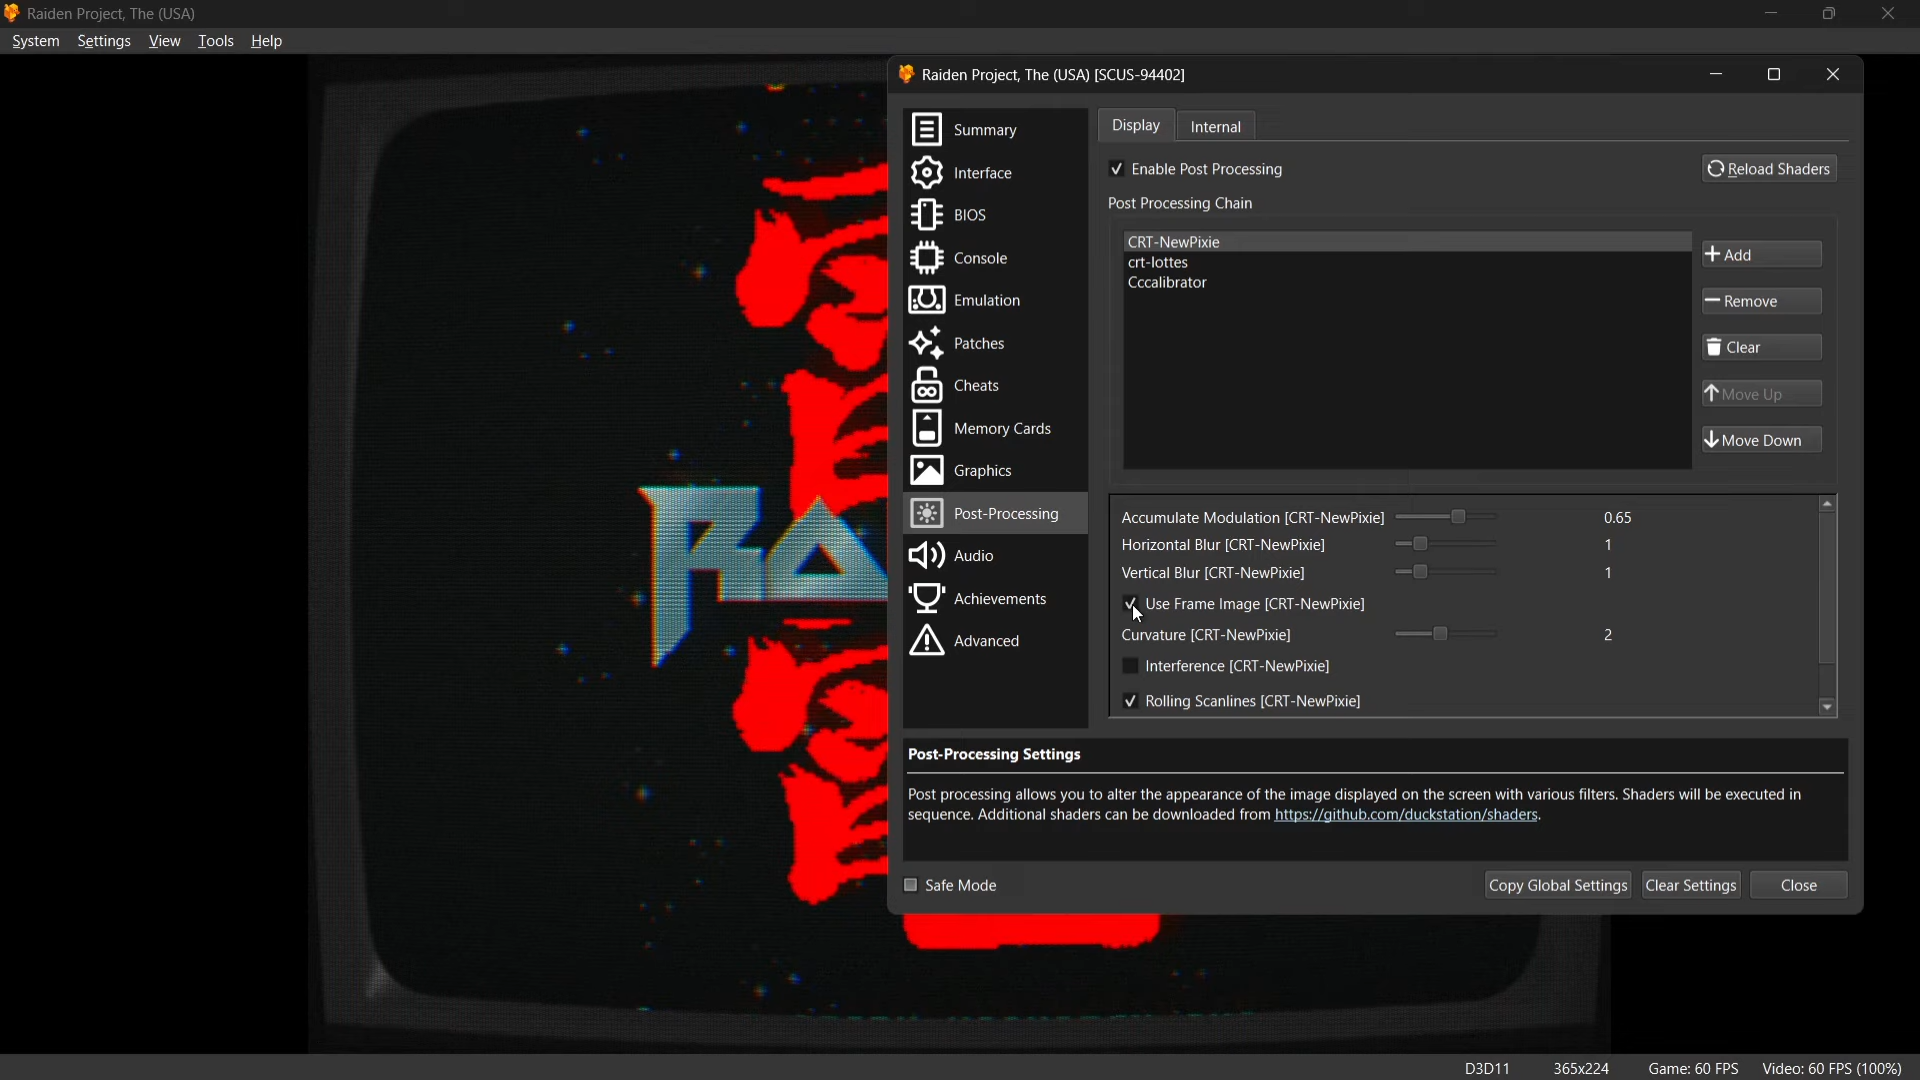 Raiden Project, The (USA)
System Settings View Tools Help
Raiden Project, The (USA) [SCUS-94402]
Summary
Interface
BIOS
Console
Emulation
Patches
Cheats
Memory Cards
Graphics
Post-Processing
Audio
Achievements
Advanced
Display Internal
Enable Post Processing
Reload Shaders
Post Processing Chain
CRT-NewPixie
crt-lottes
Cccalibrator
Add
Remove
Clear
Move Up
Move Down
Accumulate Modulation [CRT-NewPixie] 0.65
Horizontal Blur [CRT-NewPixie] 1
Vertical Blur [CRT-NewPixie] 1
Use Frame Image [CRT-NewPixie]
Curvature [CRT-NewPixie] 2
Interference [CRT-NewPixie]
Rolling Scanlines [CRT-NewPixie]
Post-Processing Settings
Post processing allows you to alter the appearance of the image displayed on the screen with various filters. Shaders will be executed in
sequence. Additional shaders can be downloaded from https://github.com/duckstation/shaders.
Safe Mode
Copy Global Settings Clear Settings Close
RA
D3D11 365x224 Game: 60 FPS Video: 60 FPS (100%)